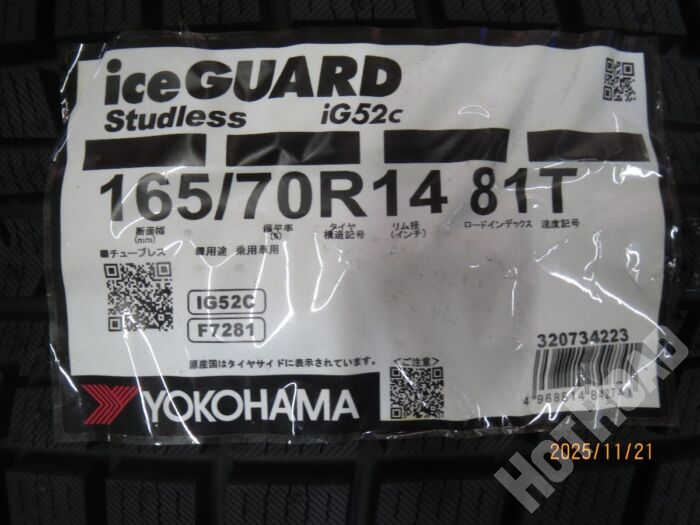 iceGUARD
Studless iG52c
165/70R14 81T
断面幅 偏平率 タイヤ リム径 ロードインデックス 速度記号
(mm) (%) 構造記号 (インチ)
■チューブレス ■用途 乗用車用
IG52C
F7281
320734223
原産国はタイヤサイドに表示されています。
<ご注意>
YOKOHAMA
2025/11/21
HOTROAD